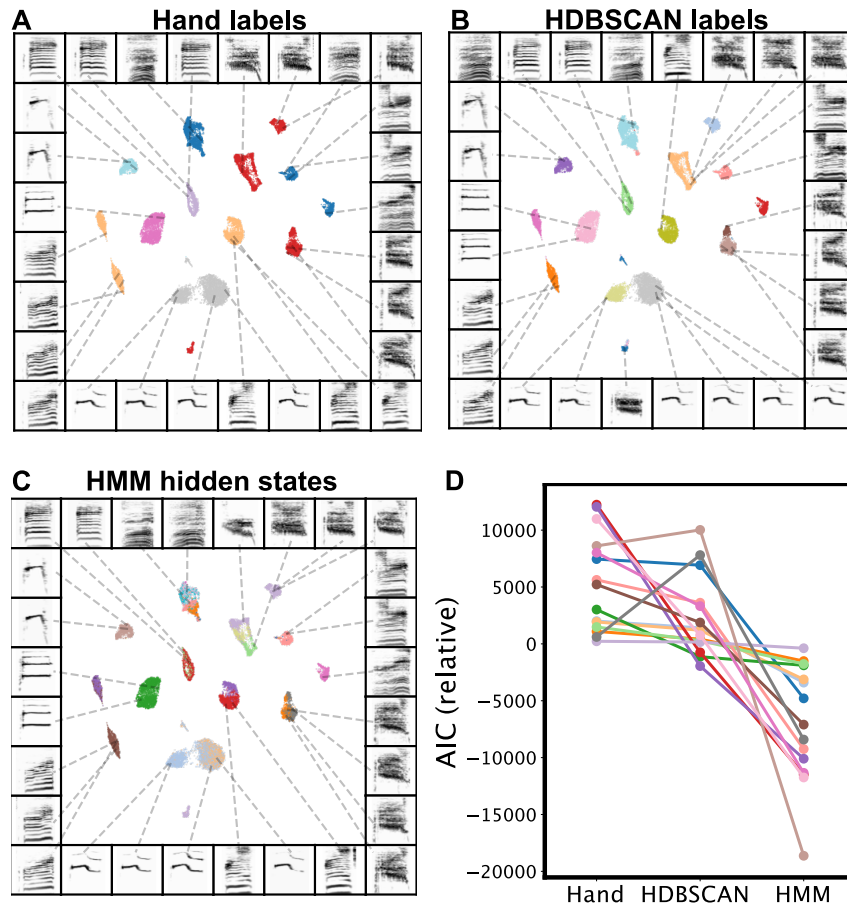 A Hand labels
B HDBSCAN labels
C HMM hidden states
D
AIC (relative)
10000
5000
0
−5000
−10000
−15000
−20000
Hand HDBSCAN HMM